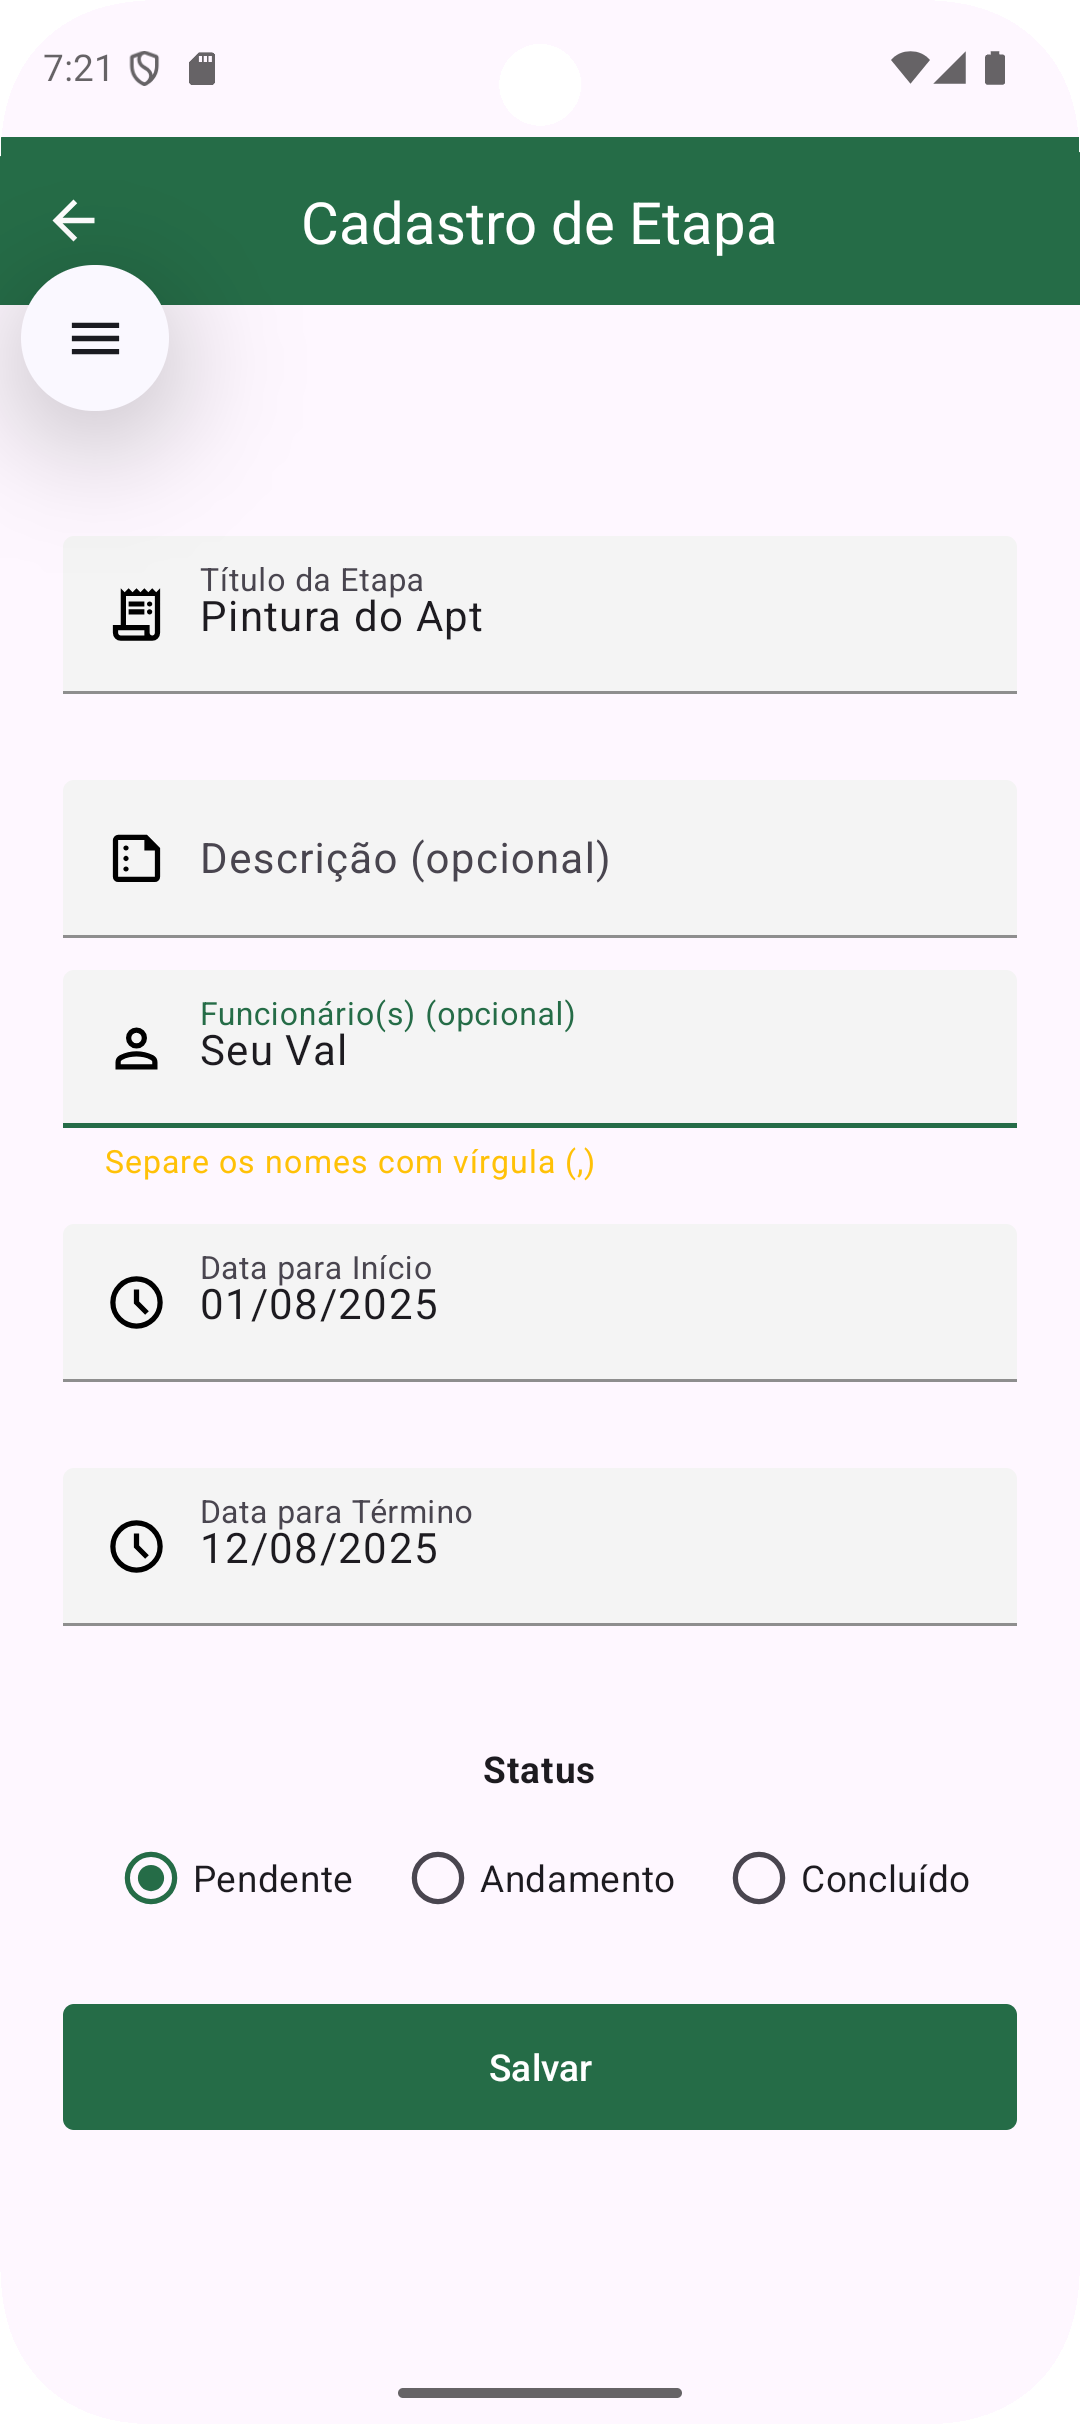 7:21
Cadastro de Etapa
Título da Etapa
Pintura do Apt
Descrição (opcional)
Funcionário(s) (opcional)
Seu Val
Separe os nomes com vírgula (,)
Data para Início
01/08/2025
Data para Término
12/08/2025
Status
Pendente Andamento Concluído
Salvar